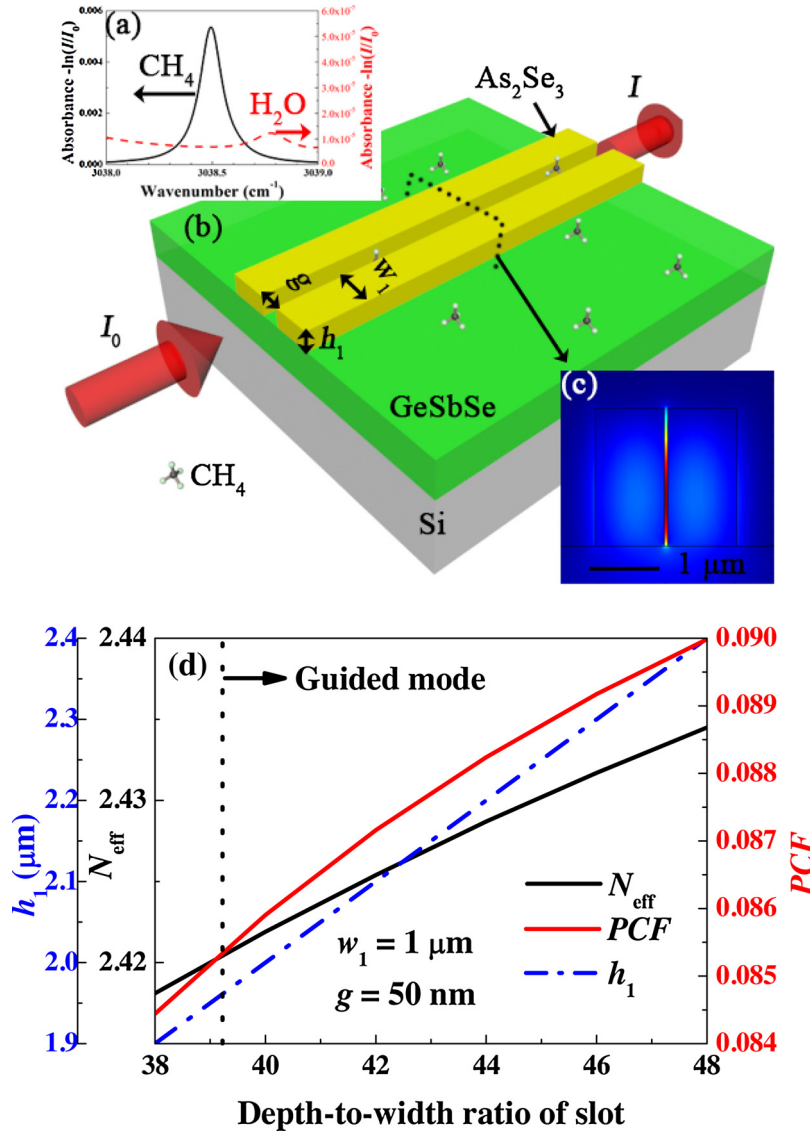 (a)
0.006
0.004
0.002
0.000
Absorbance -ln(I/I₀)
CH₄
H₂O
6.0x10⁻⁵
5.0x10⁻⁵
4.0x10⁻⁵
3.0x10⁻⁵
2.0x10⁻⁵
1.0x10⁻⁵
0.0
Absorbance -ln(I/I₀)
3038.0 3038.5 3039.0
Wavenumber (cm⁻¹)
As₂Se₃
I
(b)
g
w₁
h₁
I₀
GeSbSe
CH₄
Si
(c)
1 μm
(d)
Guided mode
2.4 2.44 0.090
0.089
2.3
0.088
2.2 2.43
0.087
2.1
0.086
2.0 2.42
0.085
1.9 0.084
h₁ (μm)
N_eff
PCF
N_eff
PCF
h₁
w₁ = 1 μm
g = 50 nm
38 40 42 44 46 48
Depth-to-width ratio of slot